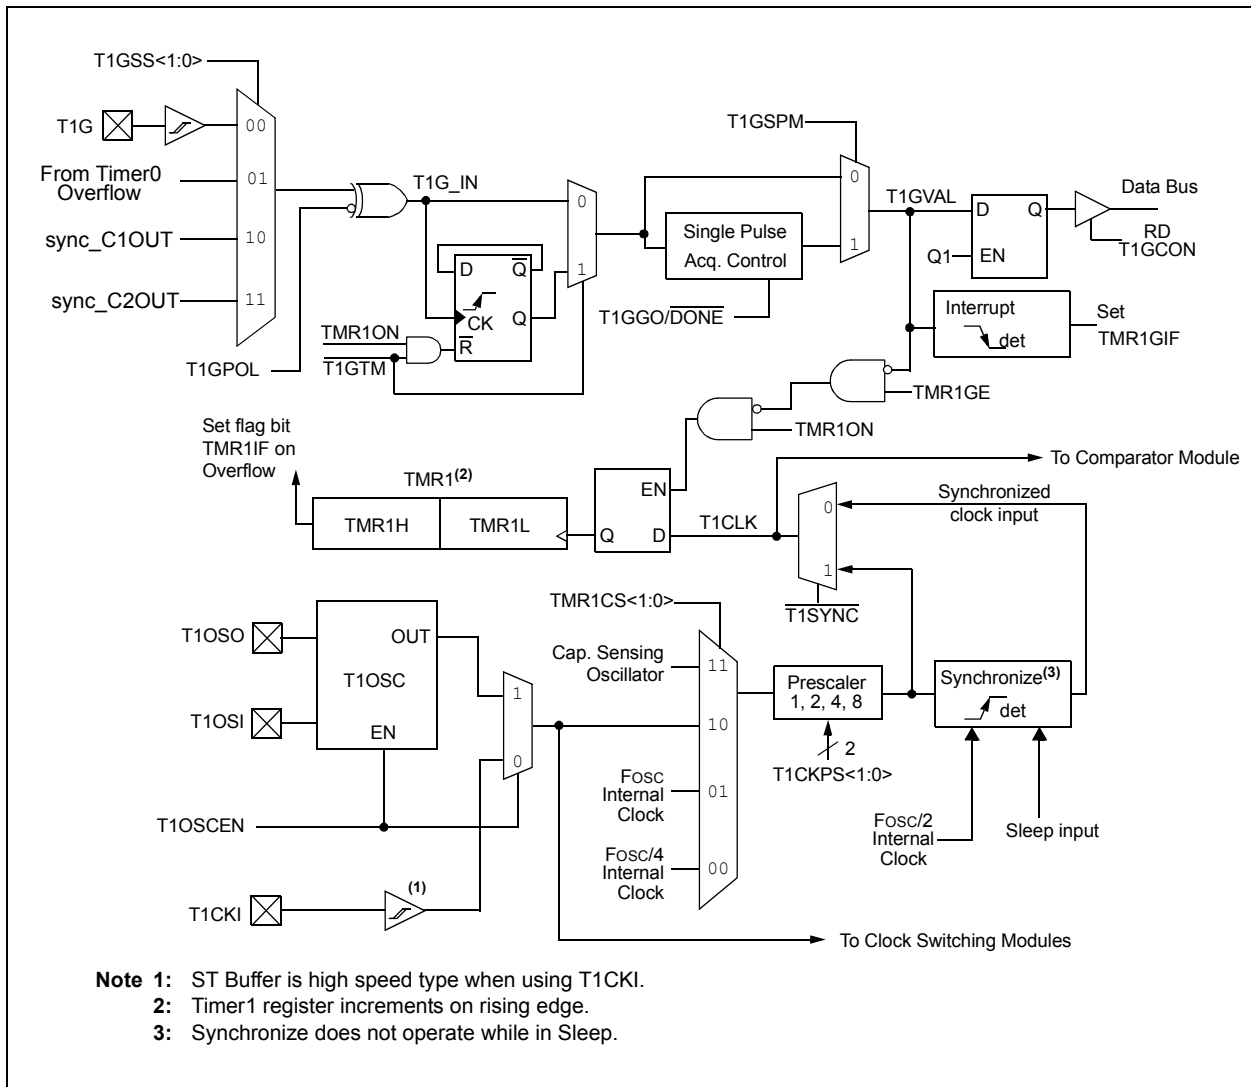 T1GSS<1:0>
T1G
00
From Timer0
Overflow
01
sync_C1OUT
10
sync_C2OUT
11
T1GPOL
T1G_IN
D
Q
CK
Q
R
TMR1ON
T1GTM
0
1
T1GSPM
Single Pulse
Acq. Control
T1GGO/DONE
0
1
T1GVAL
D
Q
Q1
EN
Data Bus
RD
T1GCON
Interrupt
det
Set
TMR1GIF
TMR1GE
TMR1ON
Set flag bit
TMR1IF on
Overflow
TMR1(2)
TMR1H
TMR1L
EN
Q
D
T1CLK
To Comparator Module
0
1
Synchronized
clock input
T1SYNC
T1OSO
T1OSI
OUT
T1OSC
EN
T1OSCEN
T1CKI
(1)
1
0
TMR1CS<1:0>
Cap. Sensing
Oscillator
11
10
FOSC
Internal
Clock
01
FOSC/4
Internal
Clock
00
Prescaler
1, 2, 4, 8
2
T1CKPS<1:0>
Synchronize(3)
det
FOSC/2
Internal
Clock
Sleep input
To Clock Switching Modules
Note 1: ST Buffer is high speed type when using T1CKI.
2: Timer1 register increments on rising edge.
3: Synchronize does not operate while in Sleep.